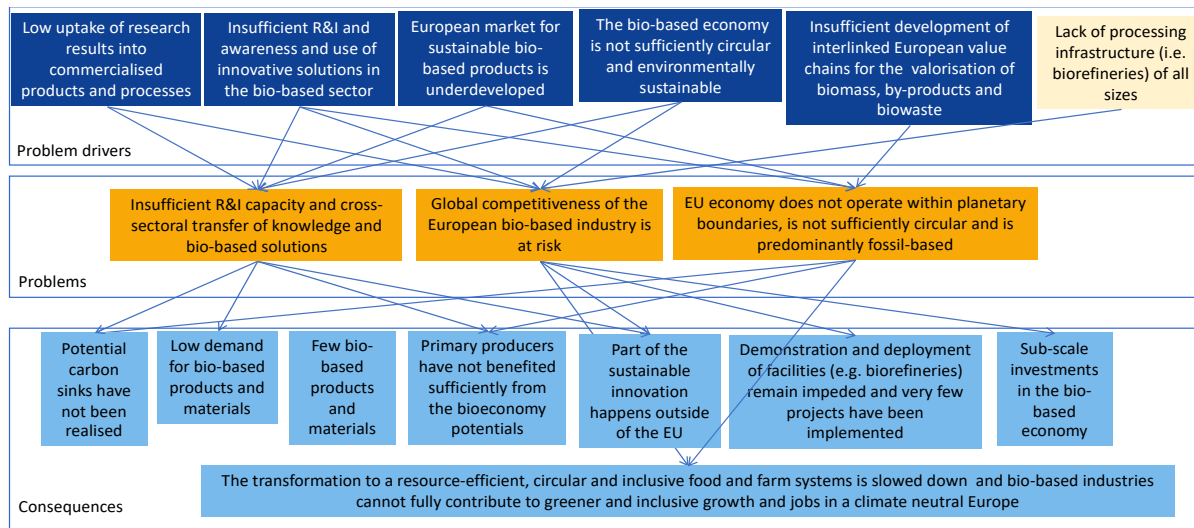 Low uptake of research
results into
commercialised
products and processes
Insufficient R&I and
awareness and use of
innovative solutions in
the bio-based sector
European market for
sustainable bio-
based products is
underdeveloped
The bio-based economy
is not sufficiently circular
and environmentally
sustainable
Insufficient development of
interlinked European value
chains for the valorisation of
biomass, by-products and
biowaste
Lack of processing
infrastructure (i.e.
biorefineries) of all
sizes
Problem drivers
Insufficient R&I capacity and cross-
sectoral transfer of knowledge and
bio-based solutions
Global competitiveness of the
European bio-based industry is
at risk
EU economy does not operate within planetary
boundaries, is not sufficiently circular and is
predominantly fossil-based
Problems
Potential
carbon
sinks have
not been
realised
Low demand
for bio-based
products and
materials
Few bio-
based
products
and
materials
Primary producers
have not benefited
sufficiently from
the bioeconomy
potentials
Part of the
sustainable
innovation
happens outside
of the EU
Demonstration and deployment
of facilities (e.g. biorefineries)
remain impeded and very few
projects have been
implemented
Sub-scale
investments
in the bio-
based
economy
The transformation to a resource-efficient, circular and inclusive food and farm systems is slowed down and bio-based industries
cannot fully contribute to greener and inclusive growth and jobs in a climate neutral Europe
Consequences